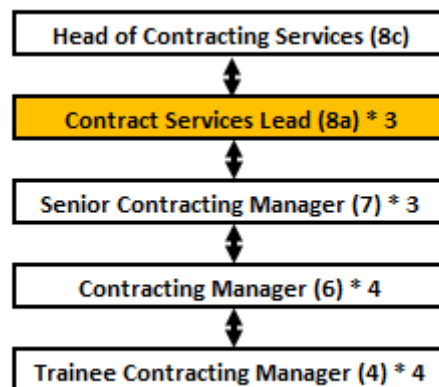 Head of Contracting Services (8c)
Contract Services Lead (8a) * 3
Senior Contracting Manager (7) * 3
Contracting Manager (6) * 4
Trainee Contracting Manager (4) * 4